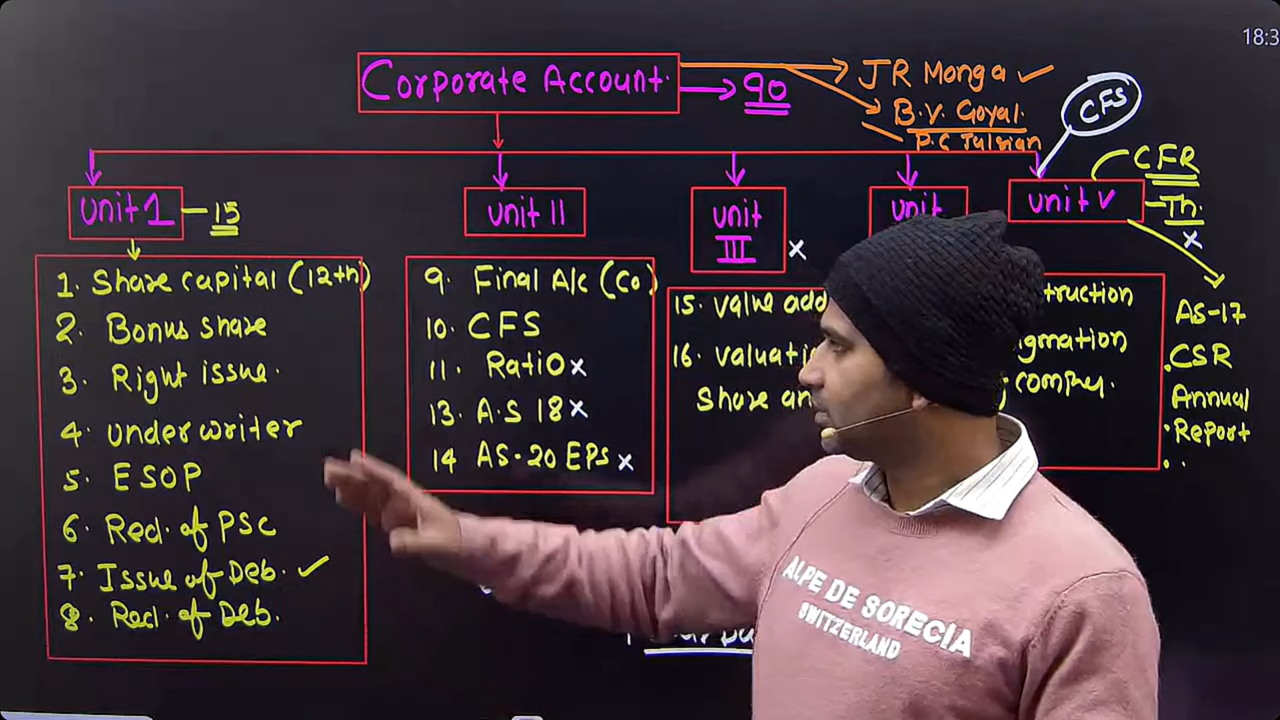 18:3
Corporate Account.
90
JR Monga ✓
B.V. Goyal.
P.C Tulsian
CFS
unit 1
15
unit II
unit
III
x
unit
unit V
CFR
Th.
x
1. Share capital (12th)
2. Bonus share
3. Right issue.
4. underwriter
5. ESOP
6. Red. of PSC
7. Issue of Deb. ✓
8. Red. of Deb.
9. Final A/c (Co)
10. CFS
11. Ratio x
13. A.S 18 x
14 AS-20 EPS x
15. value add
16. valuati
Share an
truction
gmation
AS-17
CSR
Annual
Report
ALPE DE SORECIA
SWITZERLAND